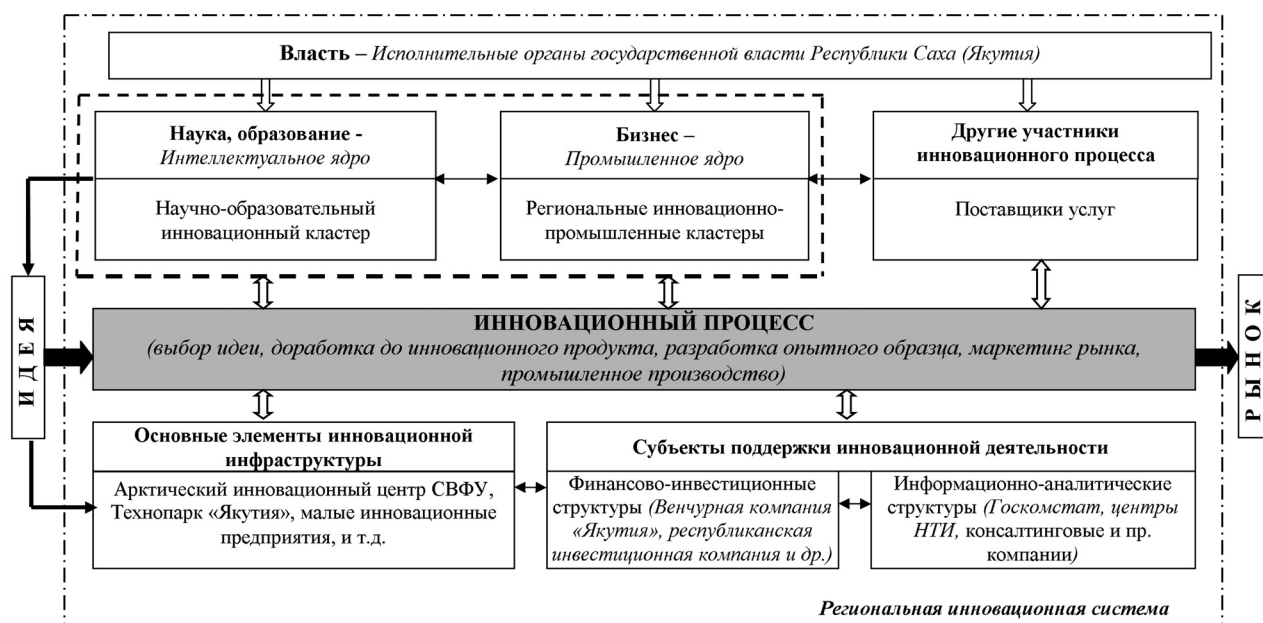 Власть – Исполнительные органы государственной власти Республики Саха (Якутия)
Наука, образование -
Интеллектуальное ядро
Научно-образовательный
инновационный кластер
Бизнес –
Промышленное ядро
Региональные инновационно-
промышленные кластеры
Другие участники
инновационного процесса
Поставщики услуг
ИДЕЯ
ИННОВАЦИОННЫЙ ПРОЦЕСС
(выбор идеи, доработка до инновационного продукта, разработка опытного образца, маркетинг рынка,
промышленное производство)
РЫНОК
Основные элементы инновационной
инфраструктуры
Арктический инновационный центр СВФУ,
Технопарк «Якутия», малые инновационные
предприятия, и т.д.
Субъекты поддержки инновационной деятельности
Финансово-инвестиционные
структуры (Венчурная компания
«Якутия», республиканская
инвестиционная компания и др.)
Информационно-аналитические
структуры (Госкомстат, центры
НТИ, консалтинговые и пр.
компании)
Региональная инновационная система